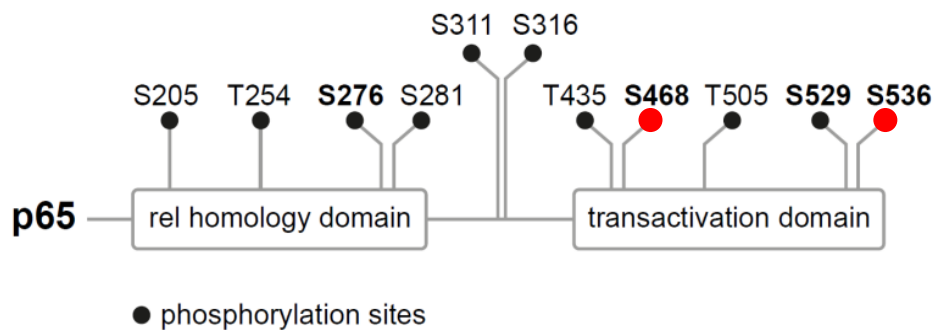 S311 S316
S205 T254 S276 S281 T435 S468 T505 S529 S536
p65 rel homology domain transactivation domain
phosphorylation sites